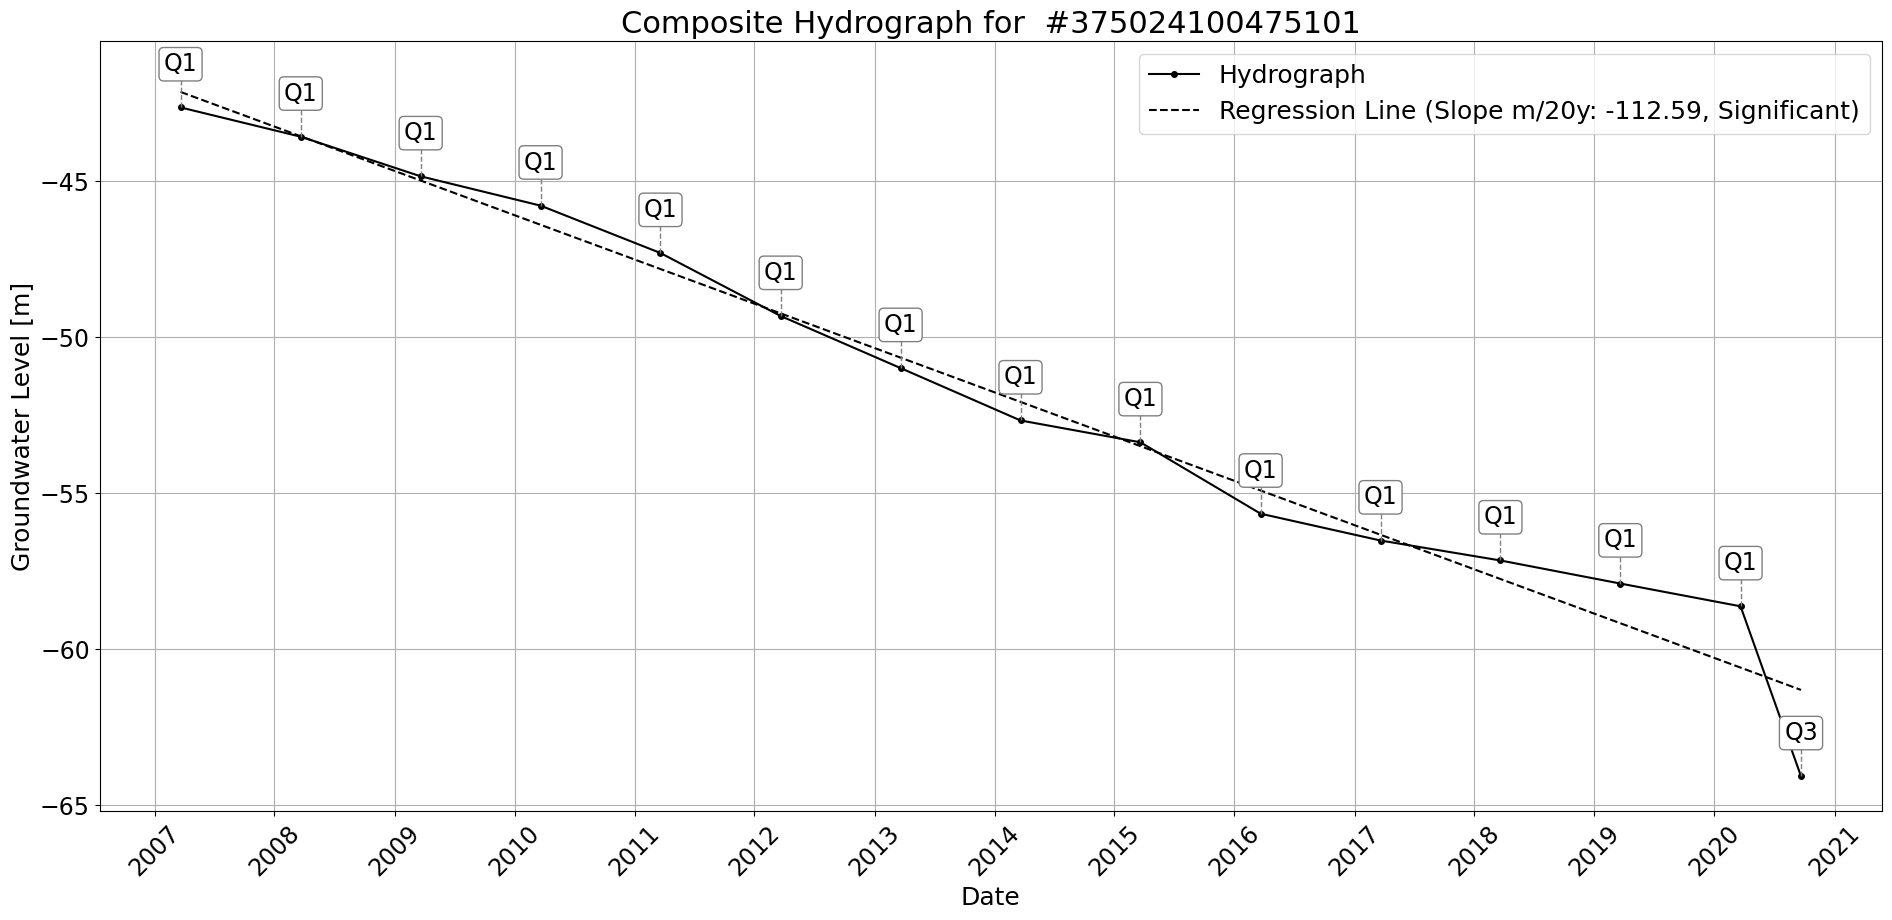 Composite Hydrograph for  #375024100475101
Hydrograph
Regression Line (Slope m/20y: -112.59, Significant)
Groundwater Level [m]
−45
−50
−55
−60
−65
Q1
Q1
Q1
Q1
Q1
Q1
Q1
Q1
Q1
Q1
Q1
Q1
Q1
Q1
Q3
2007
2008
2009
2010
2011
2012
2013
2014
2015
2016
2017
2018
2019
2020
2021
Date